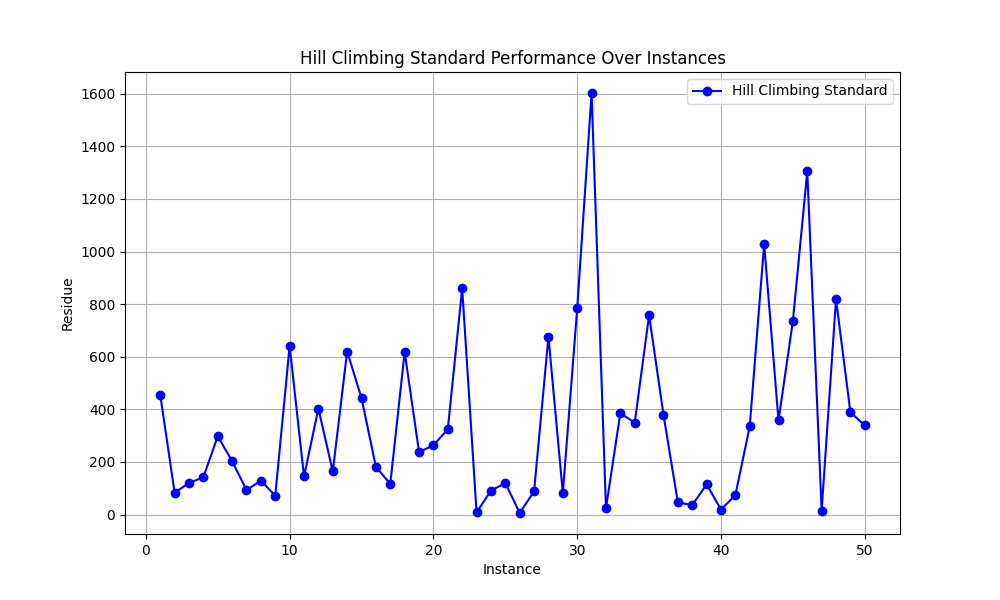 Hill Climbing Standard Performance Over Instances
Hill Climbing Standard
Residue
1600
1400
1200
1000
800
600
400
200
0
0 10 20 30 40 50
Instance